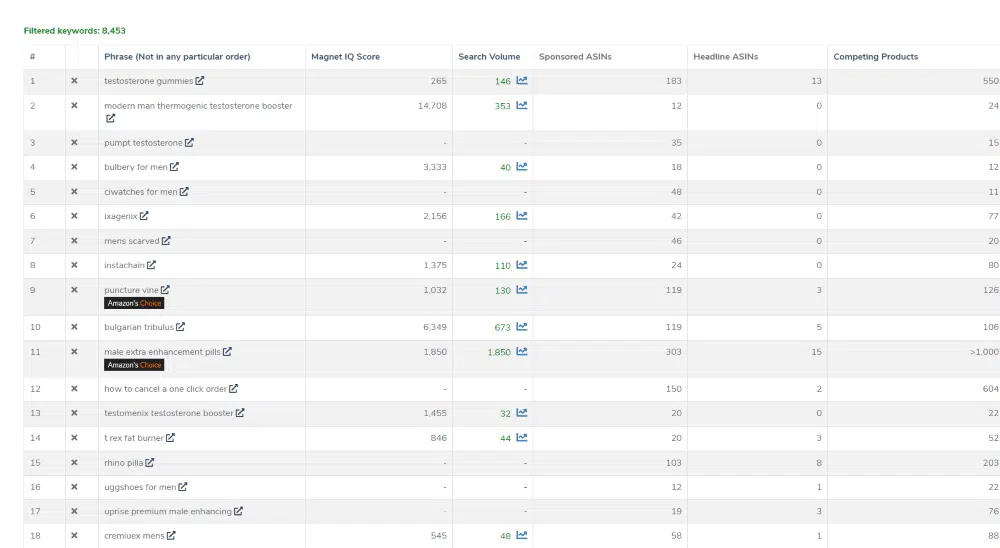 Filtered keywords: 8,453
# Phrase (Not in any particular order) Magnet IQ Score Search Volume Sponsored ASINs Headline ASINs Competing Products
1 testosterone gummies 265 146 183 13 550
2 modern man thermogenic testosterone booster 14,708 353 12 0 24
3 pumpt testosterone - - 35 0 15
4 bulbery for men 3,333 40 18 0 12
5 ciwatches for men - - 48 0 11
6 ixagenix 2,156 166 42 0 77
7 mens scarved - - 46 0 20
8 instachain 1,375 110 24 0 80
9 puncture vine 1,032 130 119 3 126
Amazon's Choice
10 bulgarian tribulus 6,349 673 119 5 106
11 male extra enhancement pills 1,850 1,850 303 15 >1,000
Amazon's Choice
12 how to cancel a one click order - - 150 2 604
13 testomenix testosterone booster 1,455 32 20 0 22
14 t rex fat burner 846 44 20 3 52
15 rhino pilla - - 103 8 203
16 uggshoes for men - - 12 1 22
17 uprise premium male enhancing - - 19 3 76
18 cremiuex mens 545 48 58 1 88